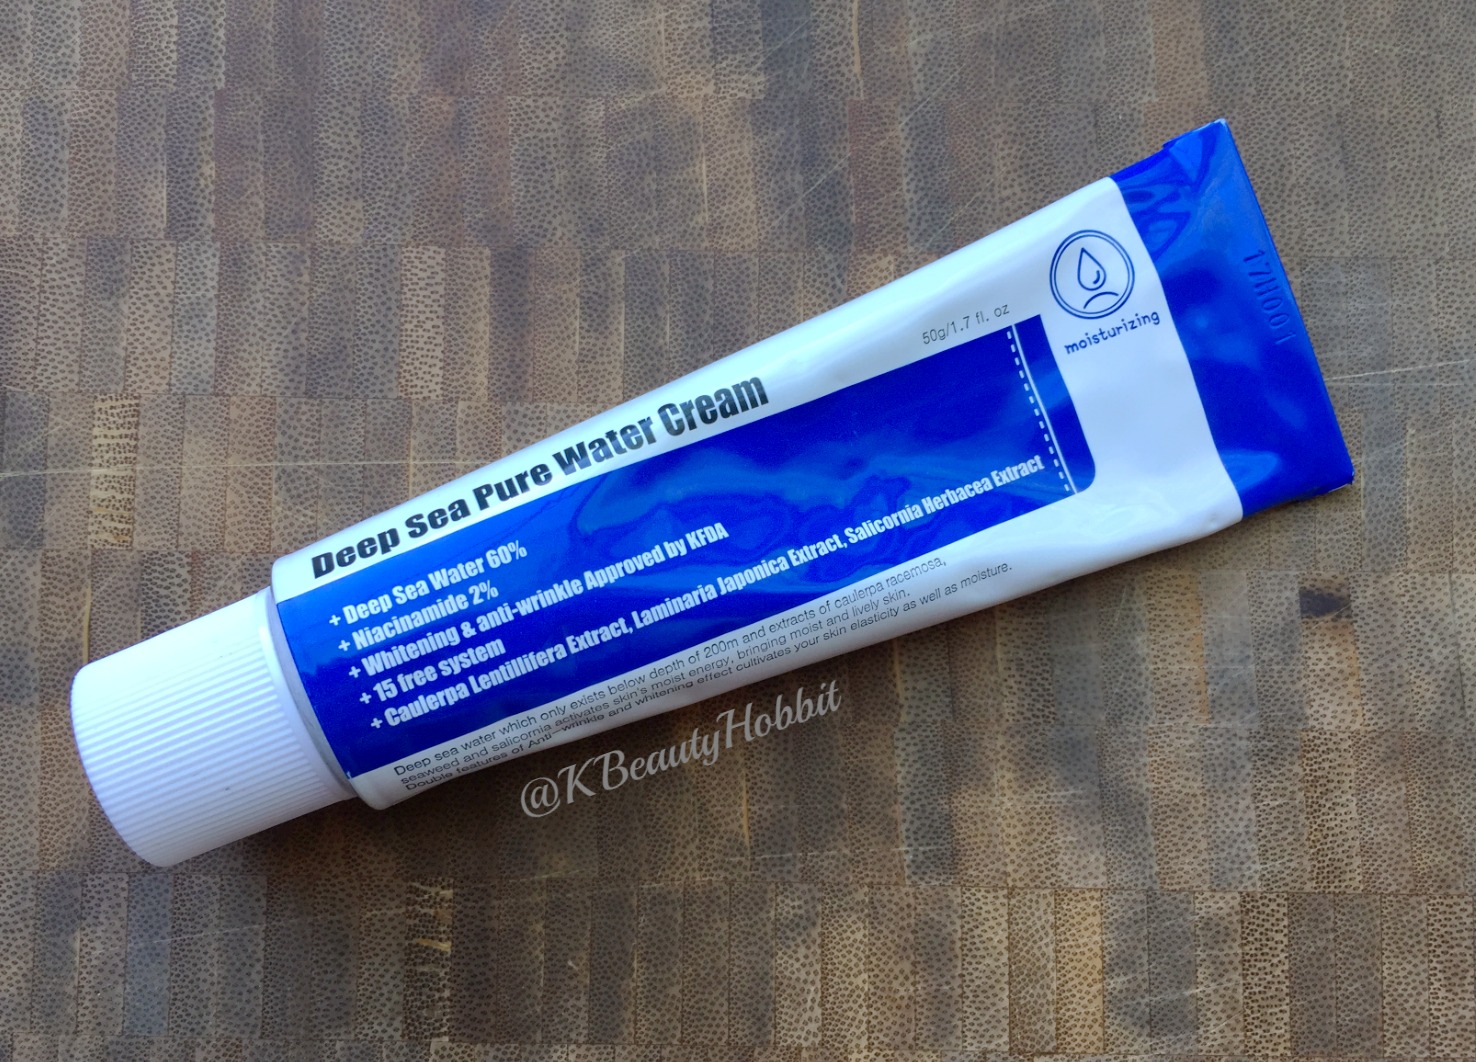 17H001
moisturizing
50g/1.7 fl. oz
Deep Sea Pure Water Cream
+ Deep Sea Water 60%
+ Niacinamide 2%
+ Whitening & anti-wrinkle Approved by KFDA
+ 15 free system
+ Caulerpa Lentillifera Extract, Laminaria Japonica Extract, Salicornia Herbacea Extract
Deep sea water which only exists below depth of 200m and extracts of caulerpa racemosa,
seaweed and salicornia activates skin's moist energy, bringing moist and lively skin.
Double features of Anti-wrinkle and whitening effect cultivates your skin elasticity as well as moisture.
@KBeautyHobbit